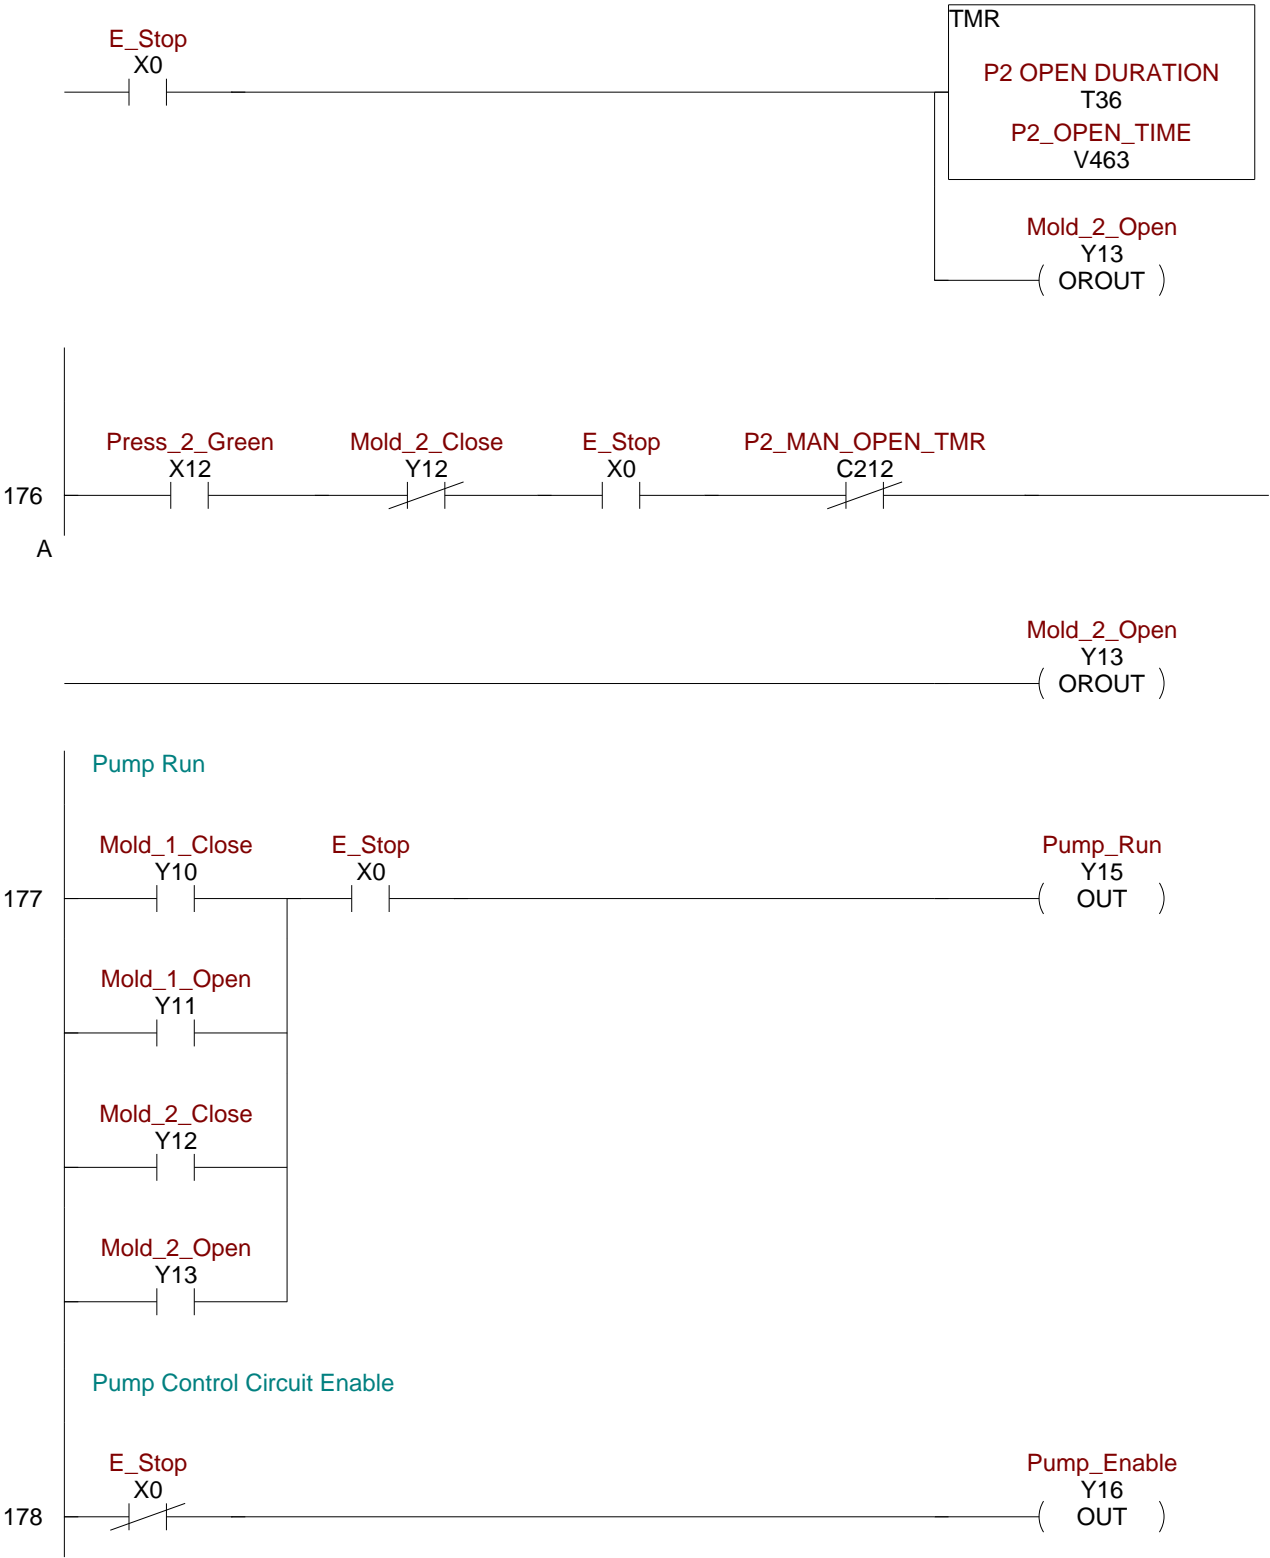 TMR
E_Stop
X0
P2 OPEN DURATION
T36
P2_OPEN_TIME
V463
Mold_2_Open
Y13
OROUT
Press_2_Green Mold_2_Close E_Stop P2_MAN_OPEN_TMR
X12 Y12 X0 C212
176
A
Mold_2_Open
Y13
OROUT
Pump Run
Mold_1_Close E_Stop Pump_Run
Y10 X0 Y15
177 OUT
Mold_1_Open
Y11
Mold_2_Close
Y12
Mold_2_Open
Y13
Pump Control Circuit Enable
E_Stop Pump_Enable
X0 Y16
178 OUT